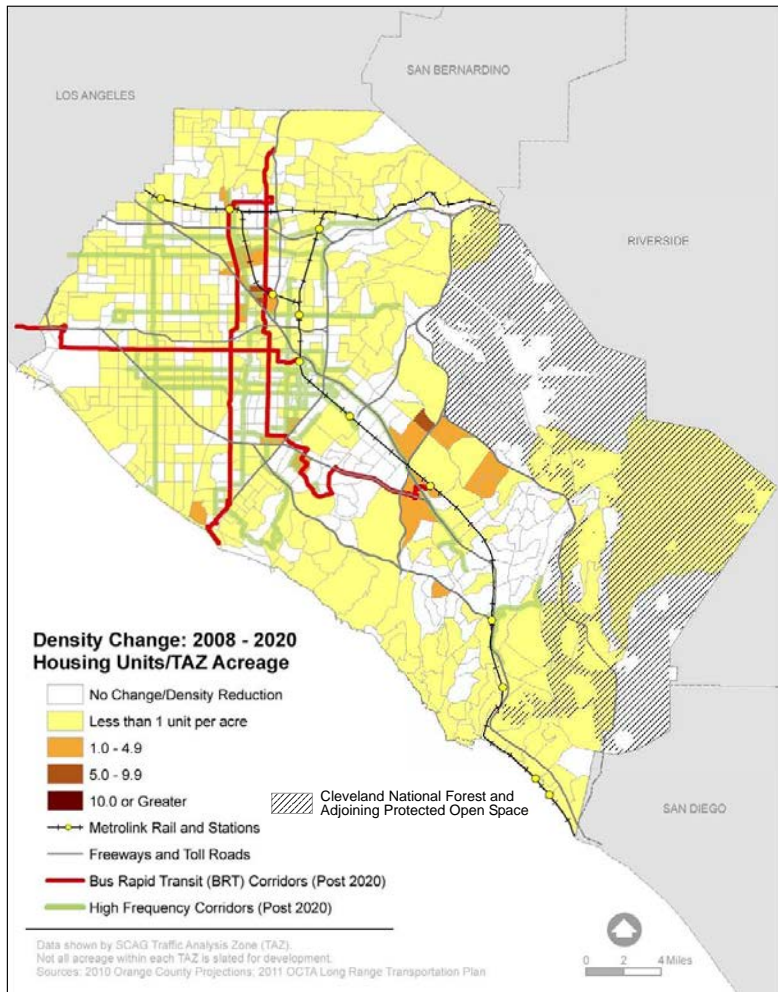 SAN BERNARDINO
LOS ANGELES
RIVERSIDE
Density Change: 2008 - 2020
Housing Units/TAZ Acreage
No Change/Density Reduction
Less than 1 unit per acre
1.0 - 4.9
5.0 - 9.9
10.0 or Greater
Cleveland National Forest and
Adjoining Protected Open Space
SAN DIEGO
Metrolink Rail and Stations
Freeways and Toll Roads
Bus Rapid Transit (BRT) Corridors (Post 2020)
High Frequency Corridors (Post 2020)
Data shown by SCAG Traffic Analysis Zone (TAZ).
Not all acreage within each TAZ is slated for development.
Sources: 2010 Orange County Projections; 2011 OCTA Long Range Transportation Plan
0 2 4 Miles